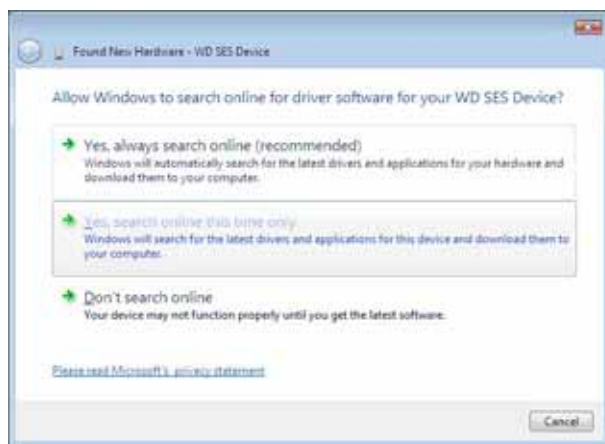 Found New Hardware - WD SES Device
Allow Windows to search online for driver software for your WD SES Device?
Yes, always search online (recommended)
Windows will automatically search for the latest drivers and applications for your hardware and
download them to your computer.
Yes, search online this time only
Windows will search for the latest drivers and applications for this device and download them to
your computer.
Don't search online
Your device may not function properly until you get the latest software.
Please read Microsoft's privacy statement
Cancel